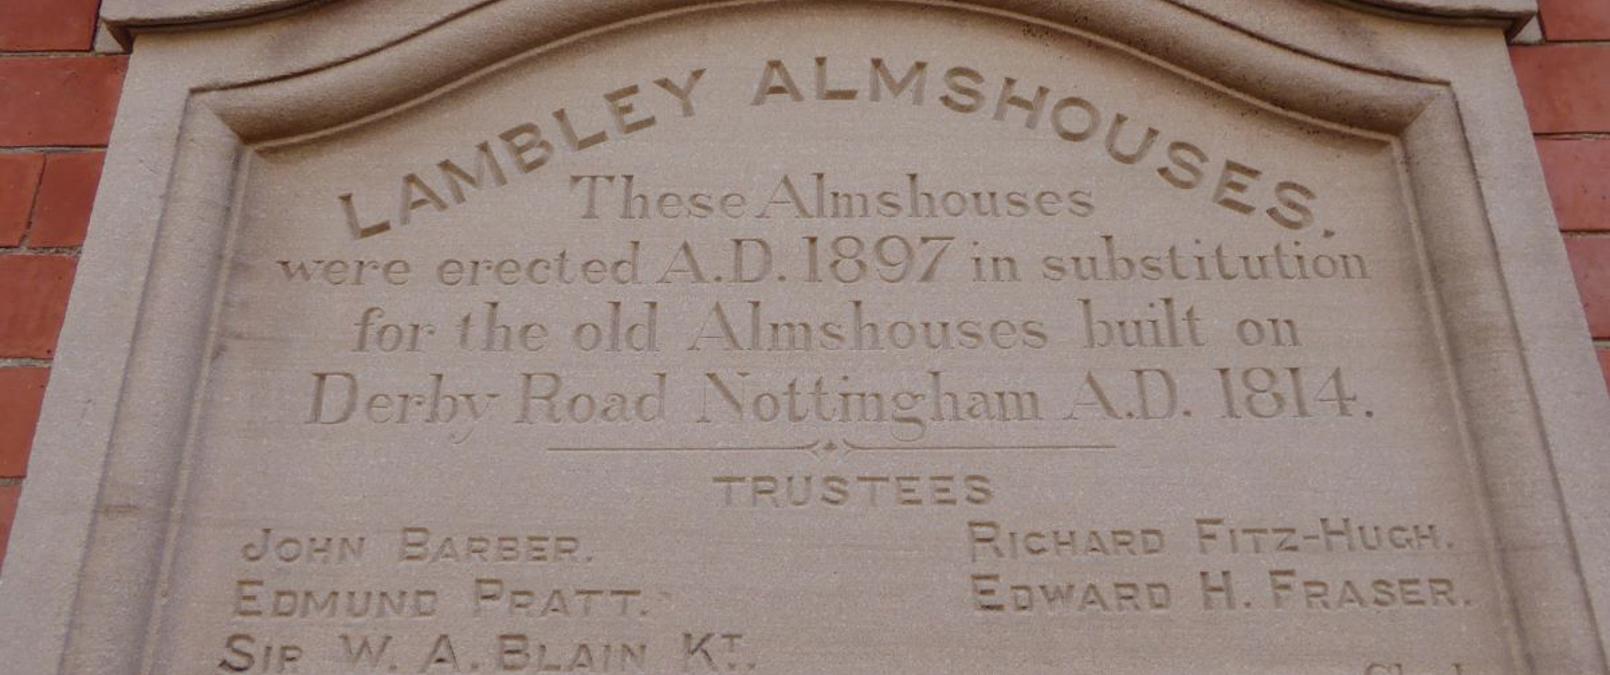 LAMBLEY ALMSHOUSES.
These Almshouses
were erected A.D. 1897 in substitution
for the old Almshouses built on
Derby Road Nottingham A.D. 1814.
TRUSTEES
JOHN BARBER.
EDMUND PRATT.
SIR W. A. BLAIN KT.
RICHARD FITZ-HUGH.
EDWARD H. FRASER.